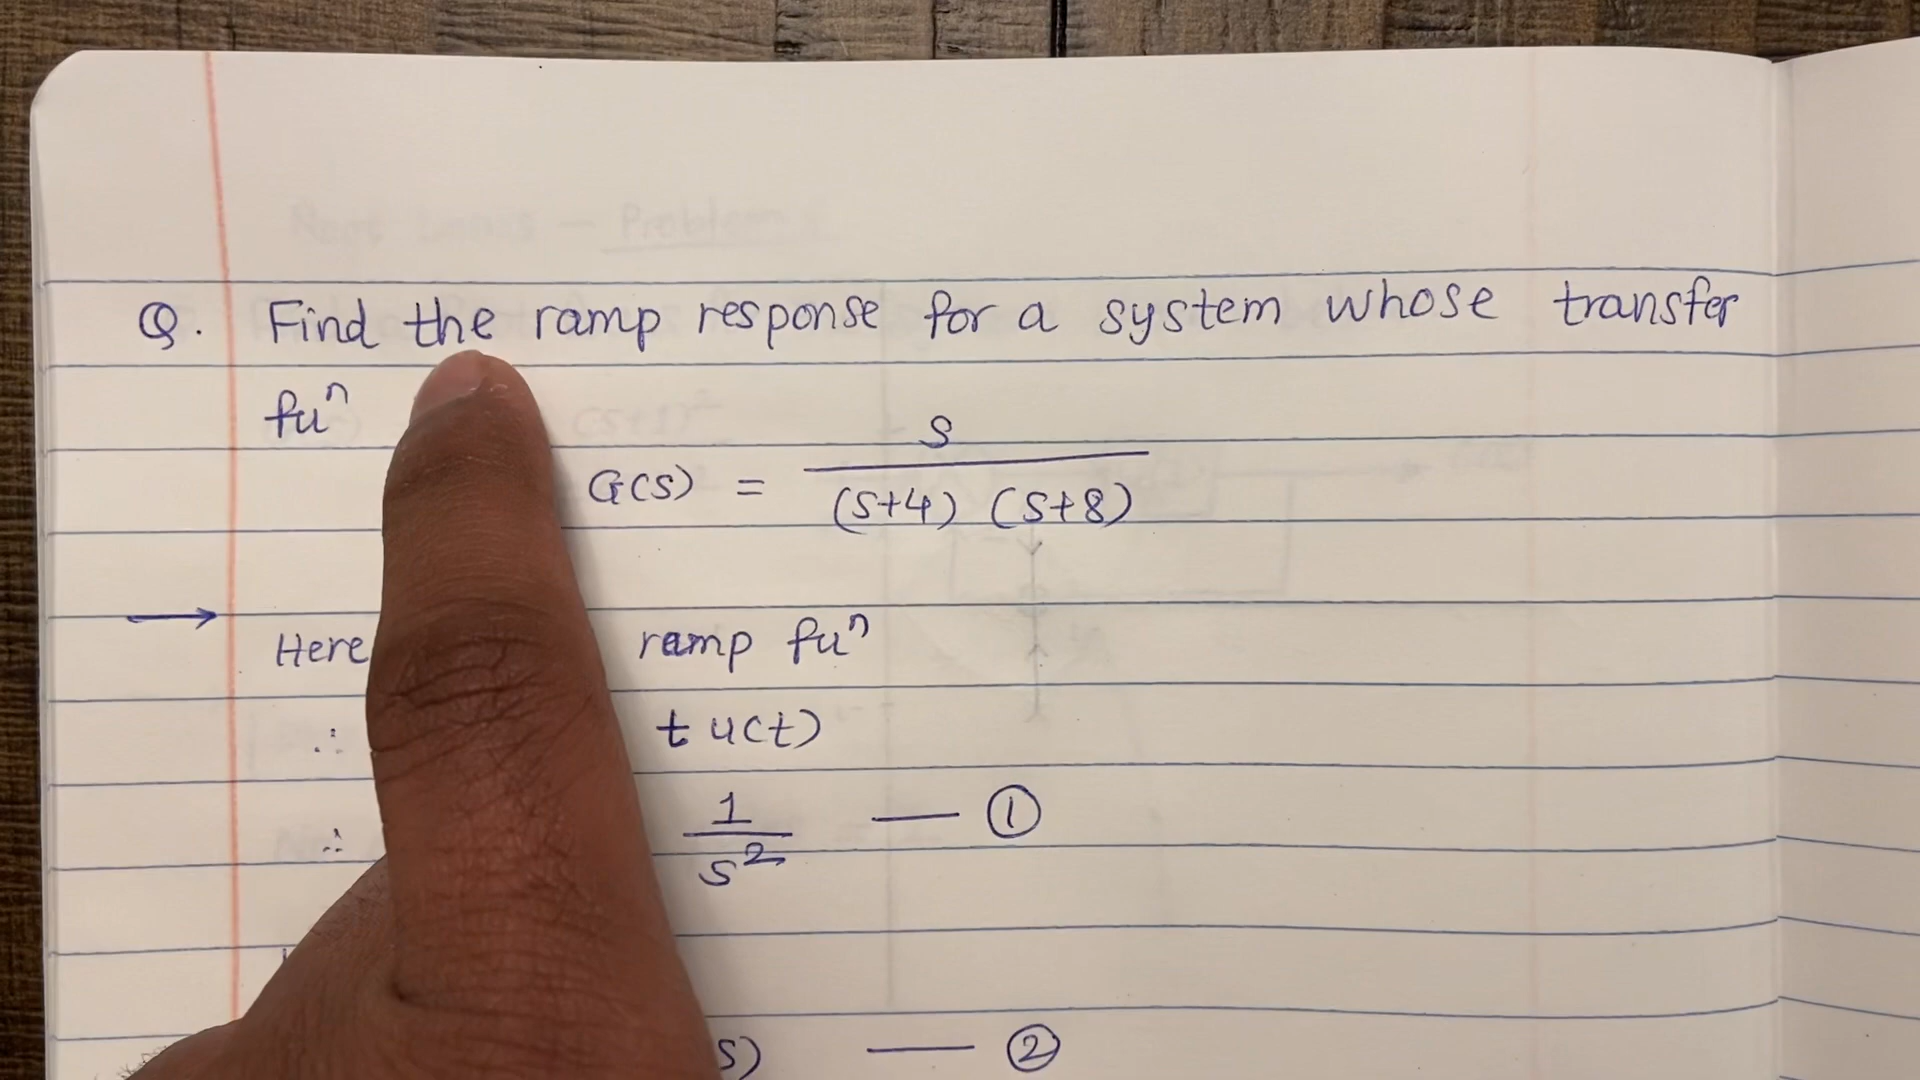 Q. Find the ramp response for a system whose transfer
fuⁿ
G(s) = s / (s+4) (s+8)
→ Here ramp fuⁿ
∴ t u(t)
∴ 1 / s² — ①
s) — ②